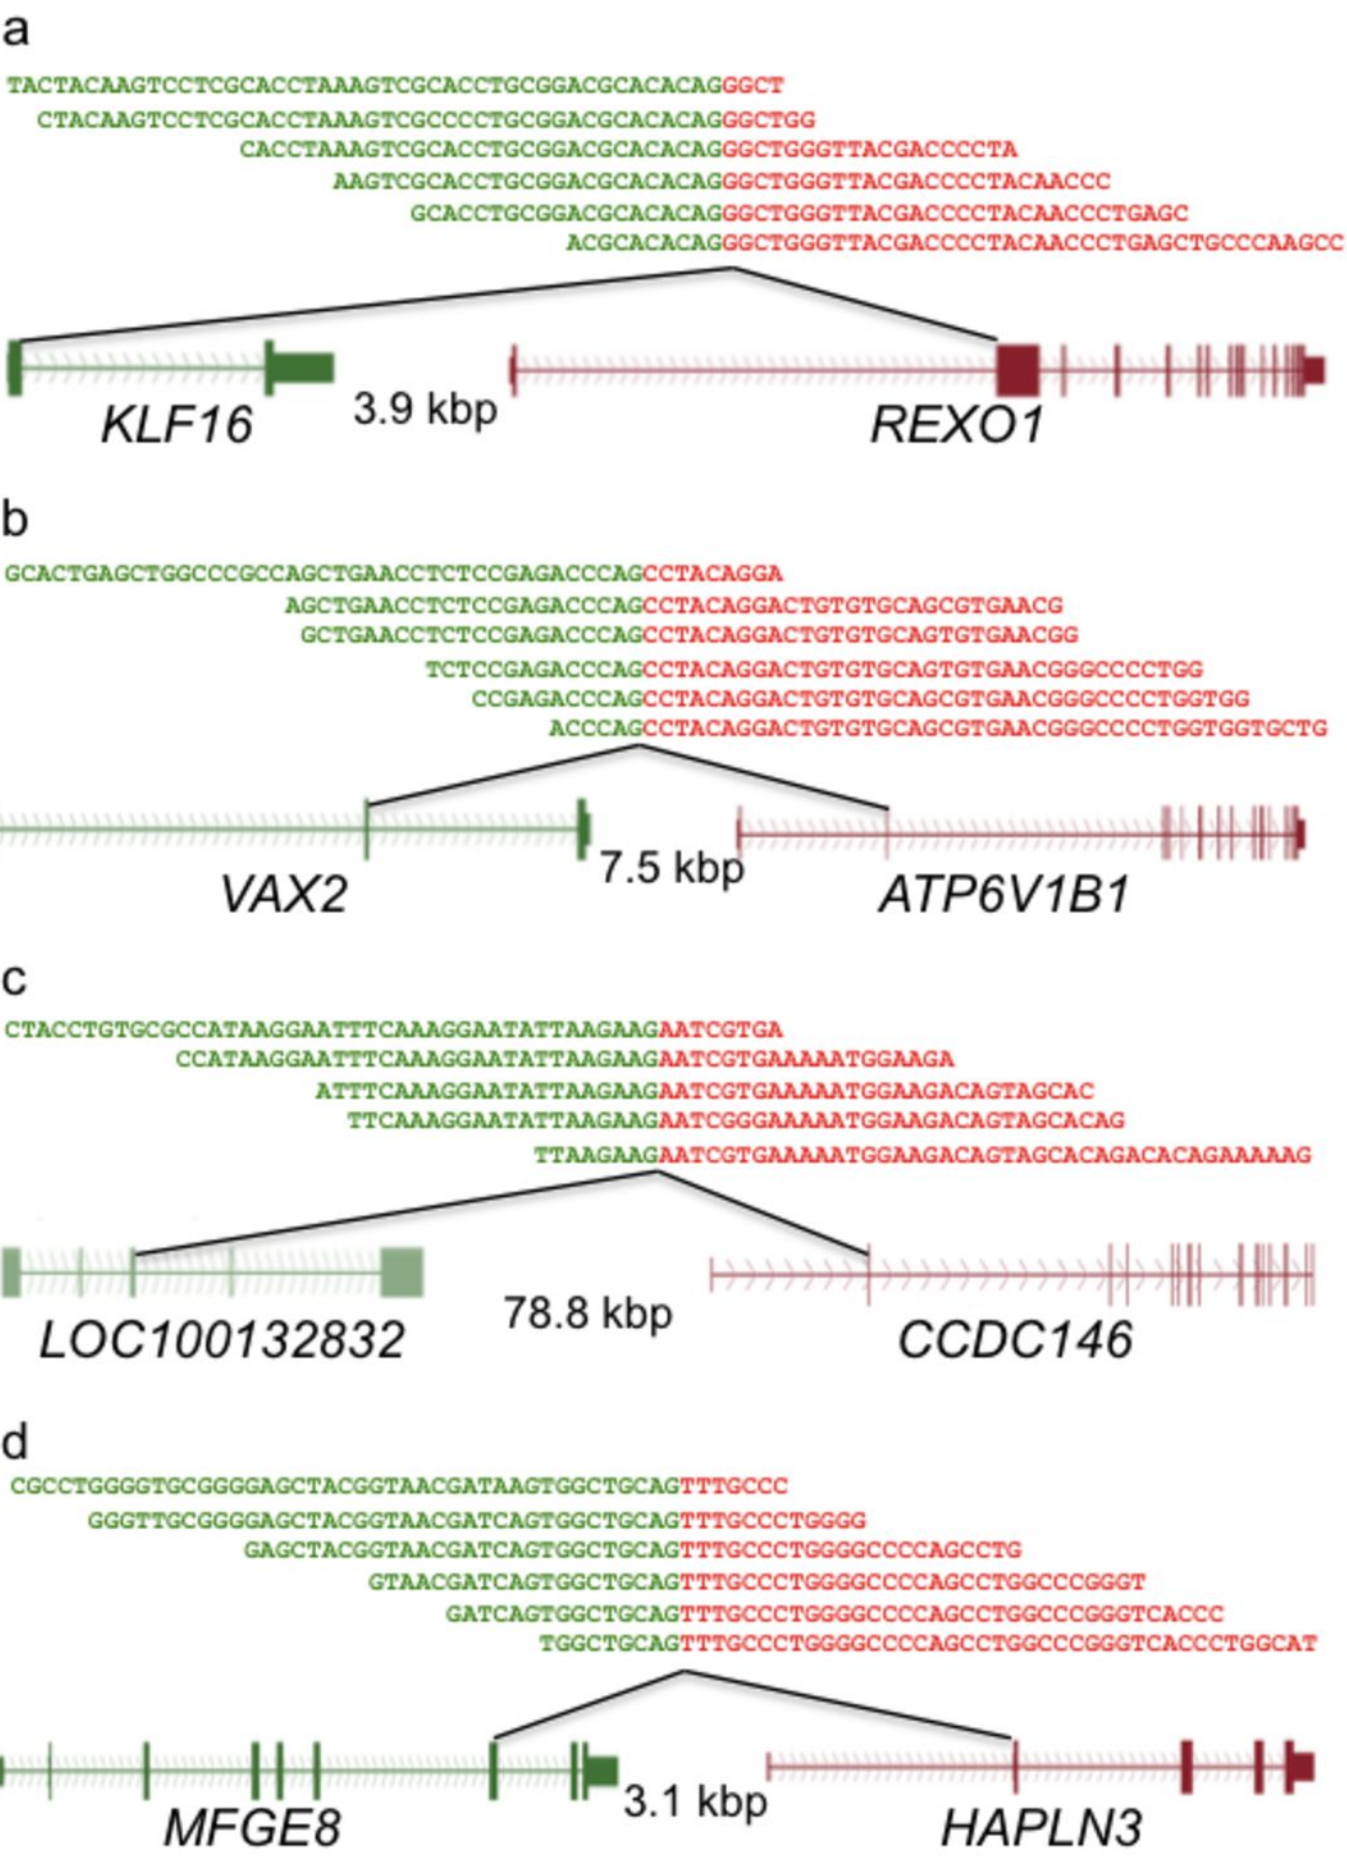 a
TACTACAAGTCCTCGCACCTAAAGTCGCACCTGCGGACGCACACAGGGCT
CTACAAGTCCTCGCACCTAAAGTCGCCCCTGCGGACGCACACAGGGCTGG
CACCTAAAGTCGCACCTGCGGACGCACACAGGGCTGGGTTACGACCCCTA
AAGTCGCACCTGCGGACGCACACAGGGCTGGGTTACGACCCCTACAACCC
GCACCTGCGGACGCACACAGGGCTGGGTTACGACCCCTACAACCCTGAGC
ACGCACACAGGGCTGGGTTACGACCCCTACAACCCTGAGCTGCCCAAGCC
KLF16
3.9 kbp
REXO1
b
GCACTGAGCTGGCCCGCCAGCTGAACCTCTCCGAGACCCAGCCTACAGGA
AGCTGAACCTCTCCGAGACCCAGCCTACAGGACTGTGTGCAGCGTGAACG
GCTGAACCTCTCCGAGACCCAGCCTACAGGACTGTGTGCAGTGTGAACGG
TCTCCGAGACCCAGCCTACAGGACTGTGTGCAGTGTGAACGGGCCCCTGG
CCGAGACCCAGCCTACAGGACTGTGTGCAGCGTGAACGGGCCCCTGGTGG
ACCCAGCCTACAGGACTGTGTGCAGCGTGAACGGGCCCCTGGTGGTGCTG
VAX2
7.5 kbp
ATP6V1B1
c
CTACCTGTGCGCCATAAGGAATTTCAAAGGAATATTAAGAAGAATCGTGA
CCATAAGGAATTTCAAAGGAATATTAAGAAGAATCGTGAAAAATGGAAGA
ATTTCAAAGGAATATTAAGAAGAATCGTGAAAAATGGAAGACAGTAGCAC
TTCAAAGGAATATTAAGAAGAATCGGGAAAAATGGAAGACAGTAGCACAG
TTAAGAAGAATCGTGAAAAATGGAAGACAGTAGCACAGACACAGAAAAAG
LOC100132832
78.8 kbp
CCDC146
d
CGCCTGGGGTGCGGGGAGCTACGGTAACGATAAGTGGCTGCAGTTTGCCC
GGGTTGCGGGGAGCTACGGTAACGATCAGTGGCTGCAGTTTGCCCTGGGG
GAGCTACGGTAACGATCAGTGGCTGCAGTTTGCCCTGGGGCCCCAGCCTG
GTAACGATCAGTGGCTGCAGTTTGCCCTGGGGCCCCAGCCTGGCCCGGGT
GATCAGTGGCTGCAGTTTGCCCTGGGGCCCCAGCCTGGCCCGGGTCACCC
TGGCTGCAGTTTGCCCTGGGGCCCCAGCCTGGCCCGGGTCACCCTGGCAT
MFGE8
3.1 kbp
HAPLN3